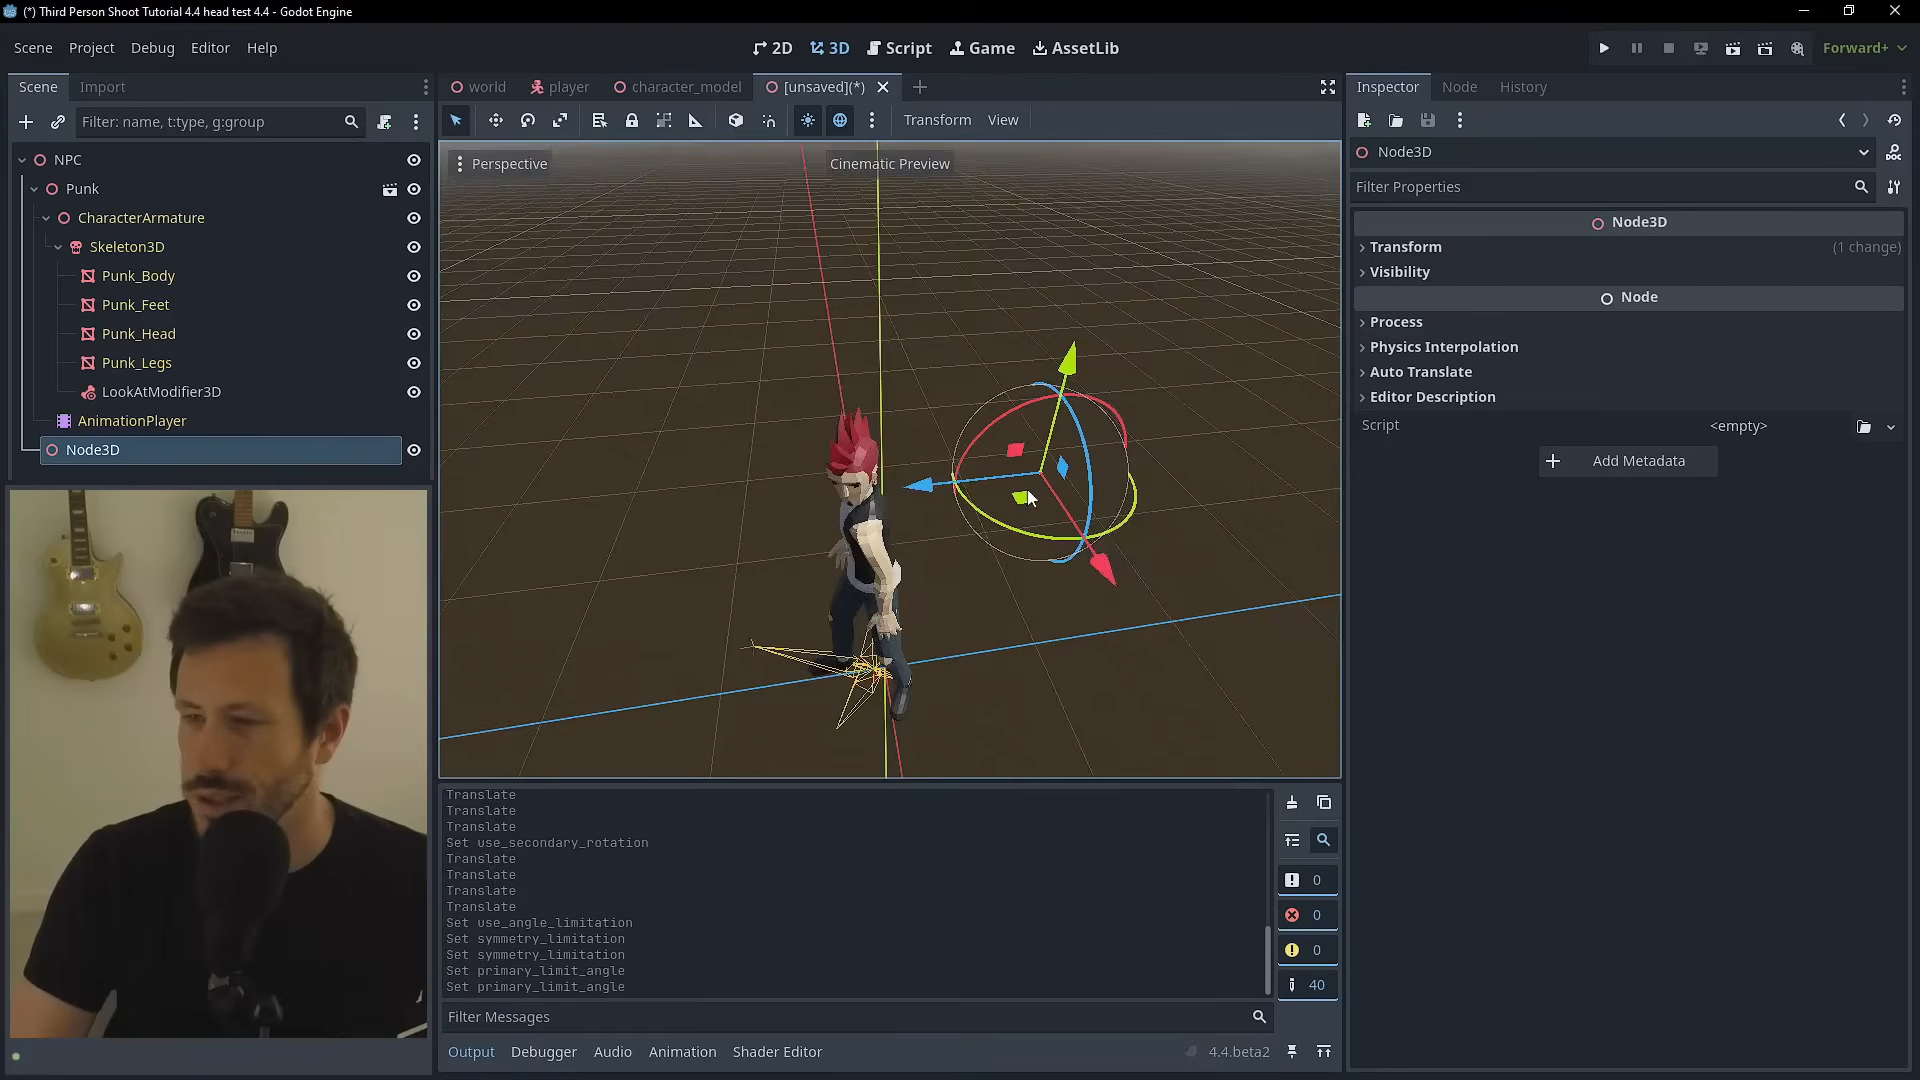 (*) Third Person Shoot Tutorial 4.4 head test 4.4 - Godot Engine
Scene Project Debug Editor Help
2D 3D Script Game AssetLib
Forward+
Scene Import
Filter: name, t:type, g:group
NPC
Punk
CharacterArmature
Skeleton3D
Punk_Body
Punk_Feet
Punk_Head
Punk_Legs
LookAtModifier3D
AnimationPlayer
Node3D
world player character_model [unsaved](*)
Transform View
Perspective
Cinematic Preview
Translate
Translate
Translate
Set use_secondary_rotation
Translate
Translate
Translate
Translate
Set use_angle_limitation
Set symmetry_limitation
Set symmetry_limitation
Set primary_limit_angle
Set primary_limit_angle
0
0
0
40
Filter Messages
Output Debugger Audio Animation Shader Editor
4.4.beta2
Inspector Node History
Node3D
Filter Properties
Node3D
Transform (1 change)
Visibility
Node
Process
Physics Interpolation
Auto Translate
Editor Description
Script <empty>
Add Metadata